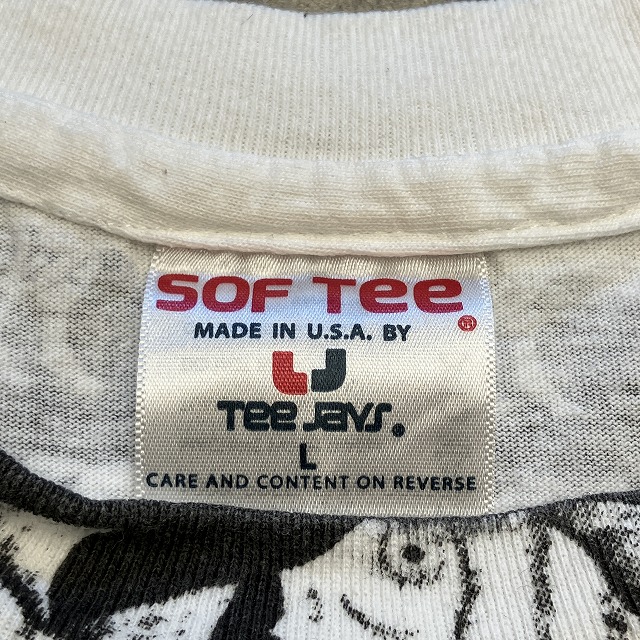 SOF Tee®
MADE IN U.S.A. BY
Tee Jays.
L
CARE AND CONTENT ON REVERSE